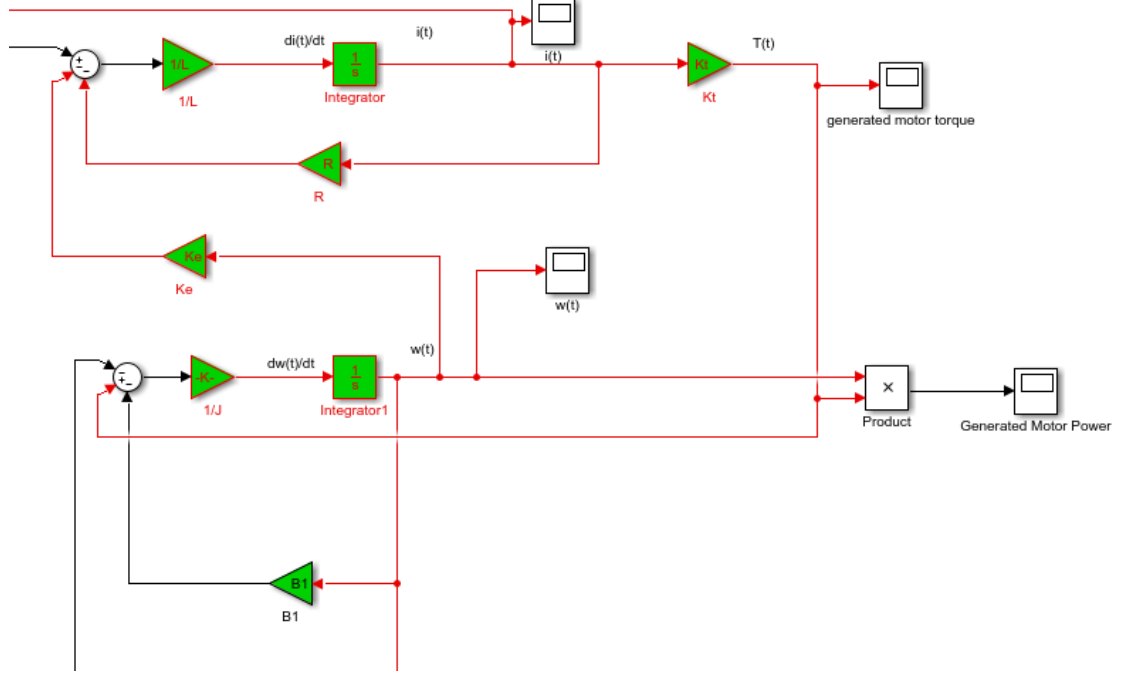 di(t)/dt
i(t)
i(t)
T(t)
1/L
1/L
1
s
Integrator
Kt
Kt
generated motor torque
R
R
Ke
Ke
w(t)
dw(t)/dt
w(t)
-K-
1/J
1
s
Integrator1
×
Product
Generated Motor Power
B1
B1